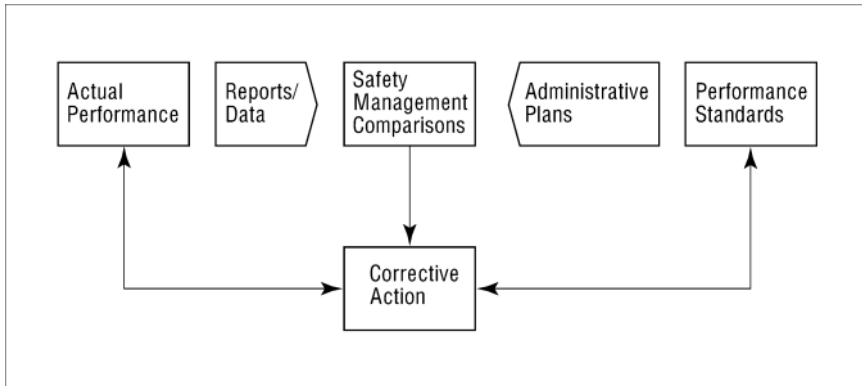 Actual
Performance
Reports/
Data
Safety
Management
Comparisons
Administrative
Plans
Performance
Standards
Corrective
Action